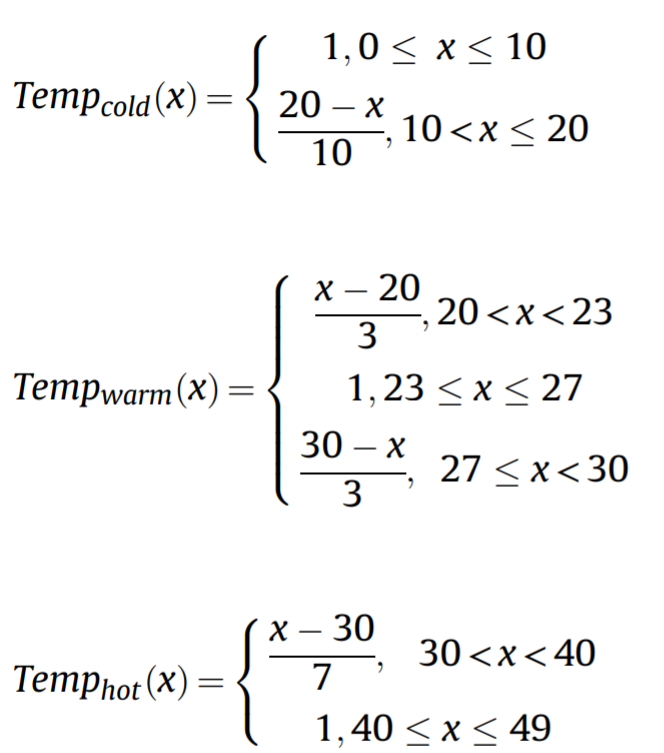 Temp_cold(x) = { 1, 0 ≤ x ≤ 10
(20 − x)/10, 10 < x ≤ 20
Temp_warm(x) = { (x − 20)/3, 20 < x < 23
1, 23 ≤ x ≤ 27
(30 − x)/3, 27 ≤ x < 30
Temp_hot(x) = { (x − 30)/7, 30 < x < 40
1, 40 ≤ x ≤ 49